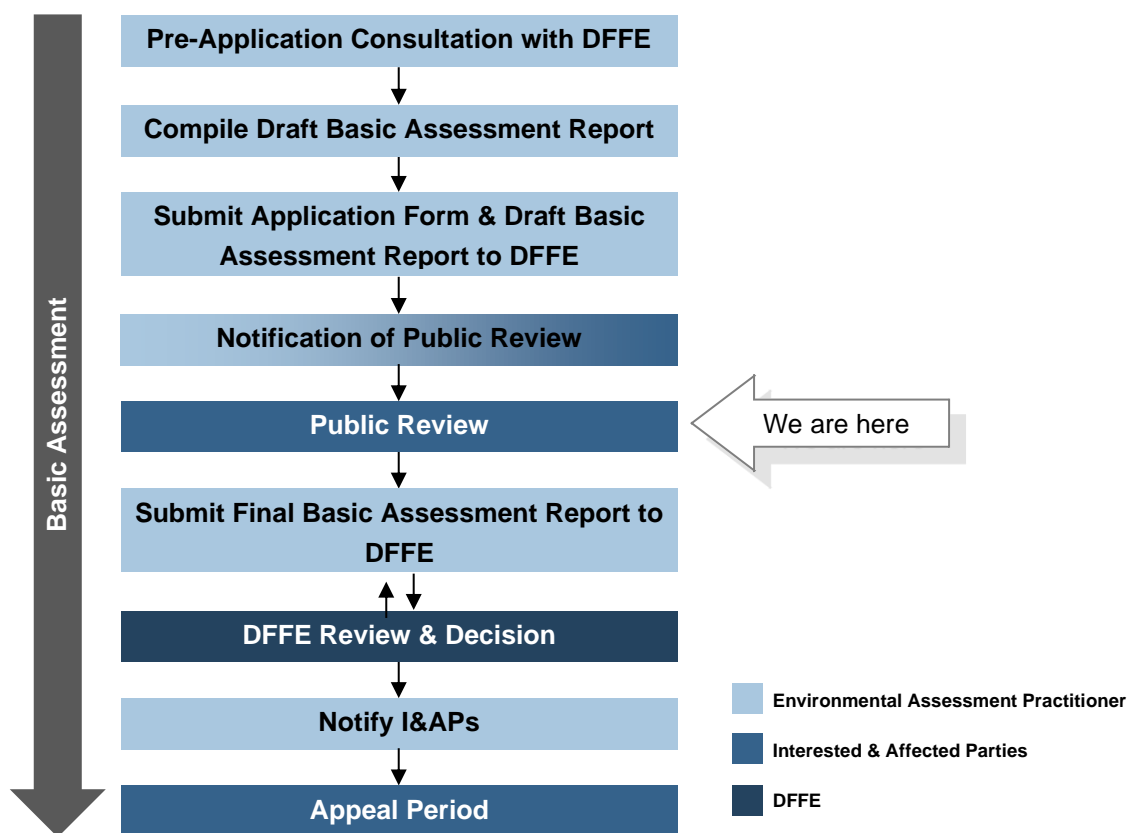 Pre-Application Consultation with DFFE
Compile Draft Basic Assessment Report
Submit Application Form & Draft Basic
Assessment Report to DFFE
Notification of Public Review
Public Review
We are here
Submit Final Basic Assessment Report to
DFFE
DFFE Review & Decision
Notify I&APs
Appeal Period
Basic Assessment
Environmental Assessment Practitioner
Interested & Affected Parties
DFFE